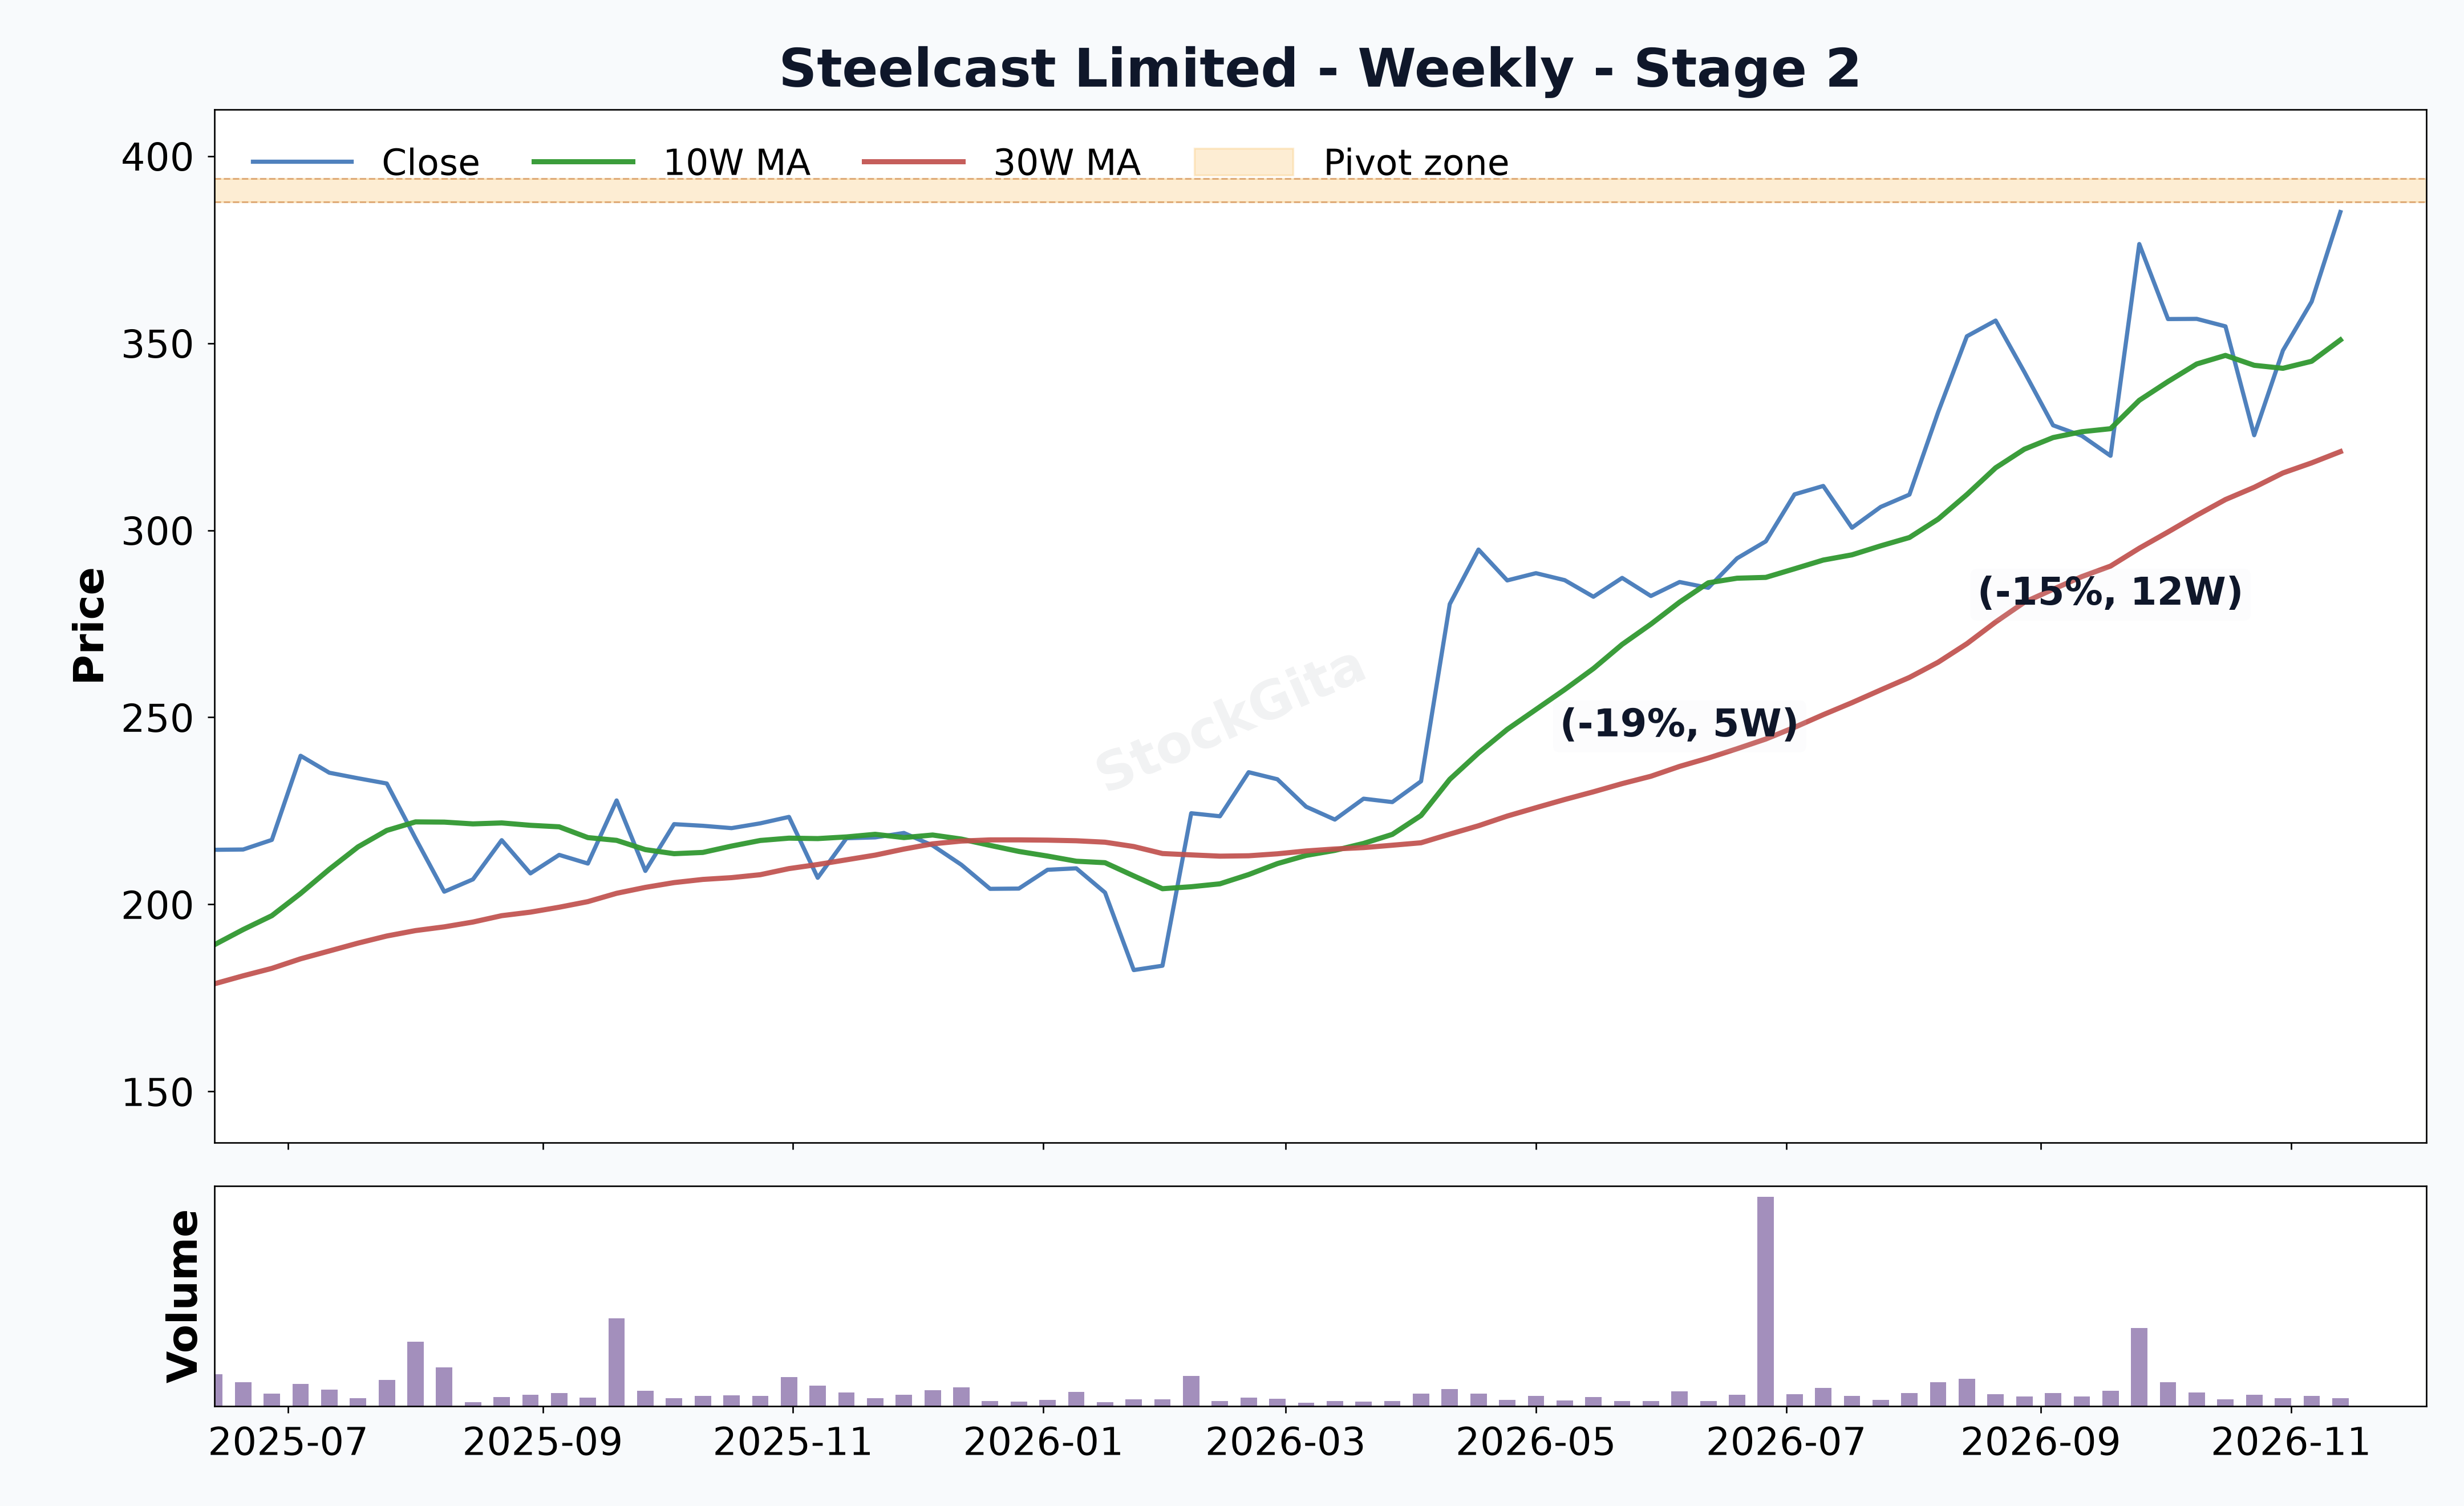 Steelcast Limited - Weekly - Stage 2
Close
10W MA
30W MA
Pivot zone
400
350
300
250
200
150
Price
(-15%, 12W)
(-19%, 5W)
StockGita
Volume
2025-07
2025-09
2025-11
2026-01
2026-03
2026-05
2026-07
2026-09
2026-11